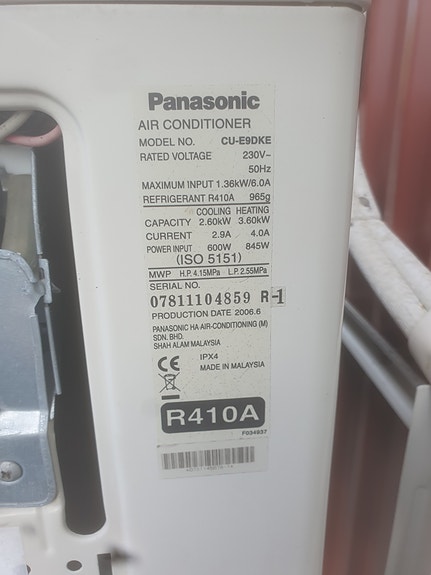 Panasonic
AIR CONDITIONER
MODEL NO. CU-E9DKE
RATED VOLTAGE 230V~
50Hz
MAXIMUM INPUT 1.36kW/6.0A
REFRIGERANT R410A 965g
COOLING HEATING
CAPACITY 2.60kW 3.60kW
CURRENT 2.9A 4.0A
POWER INPUT 600W 845W
(ISO 5151)
MWP H.P. 4.15MPa L.P. 2.55MPa
SERIAL NO.
07811104859 R-1
PRODUCTION DATE 2006.6
PANASONIC HA AIR-CONDITIONING (M)
SDN. BHD.
SHAH ALAM MALAYSIA
CE IPX4
MADE IN MALAYSIA
R410A